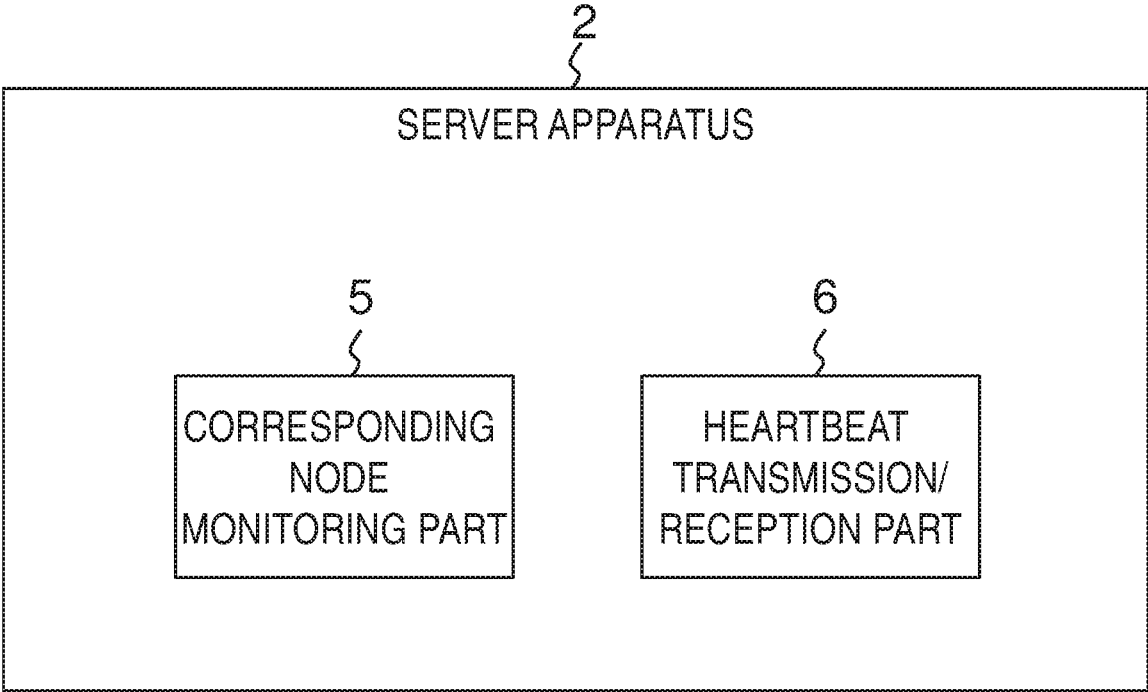 2
SERVER APPARATUS
5
CORRESPONDING
NODE
MONITORING PART
6
HEARTBEAT
TRANSMISSION/
RECEPTION PART